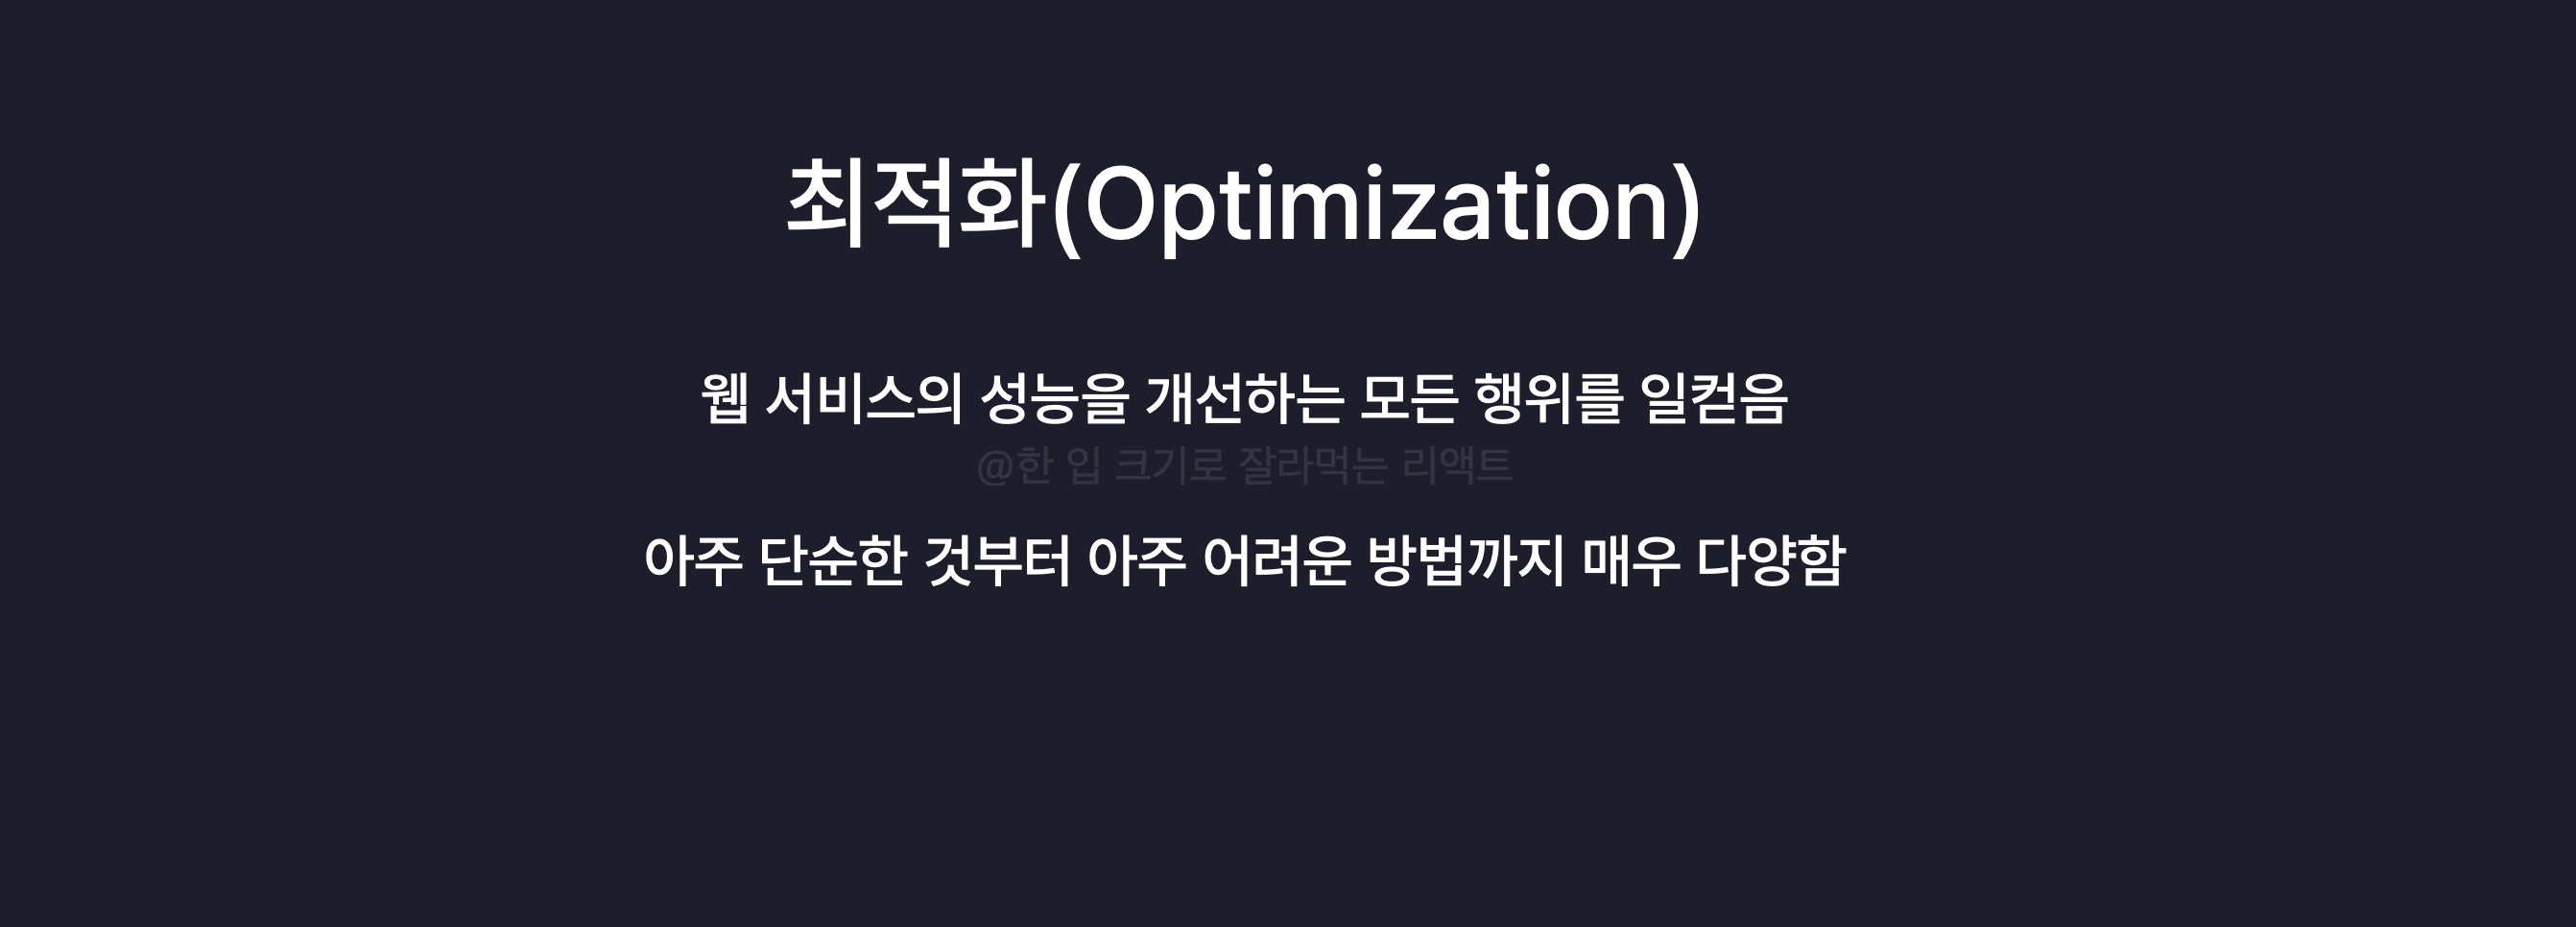 최적화(Optimization)
웹 서비스의 성능을 개선하는 모든 행위를 일컫음
@한 입 크기로 잘라먹는 리액트
아주 단순한 것부터 아주 어려운 방법까지 매우 다양함